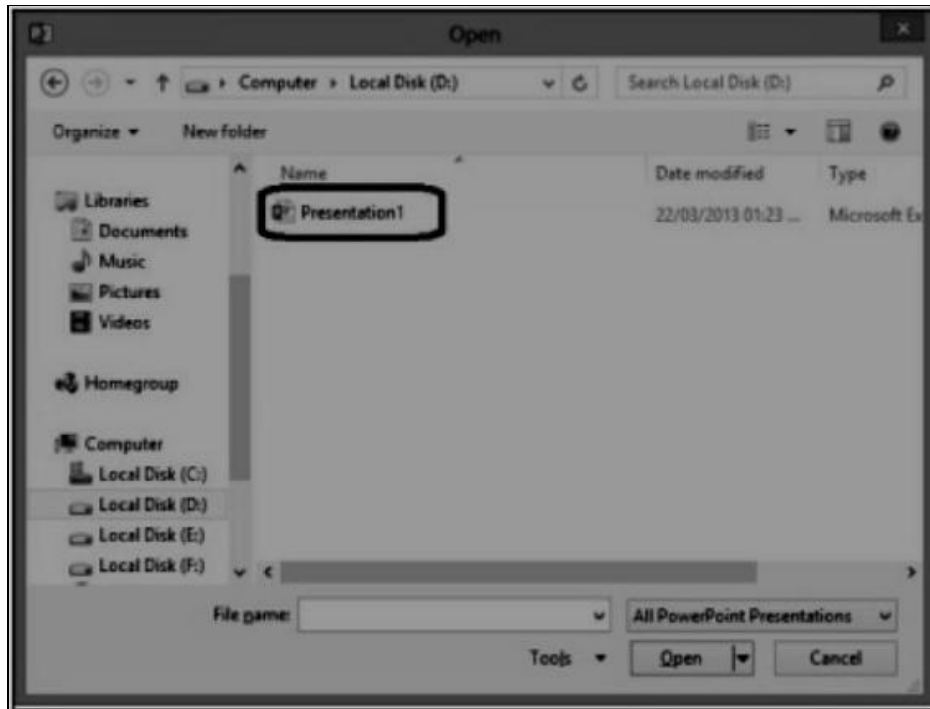 Open
Computer Local Disk (D:) Search Local Disk (D:)
Organize New folder
Name Date modified Type
Libraries
Presentation1 22/03/2013 01:23 ... Microsoft Ex
Documents
Music
Pictures
Videos
Homegroup
Computer
Local Disk (C:)
Local Disk (D:)
Local Disk (E:)
Local Disk (F:)
File name: All PowerPoint Presentations
Tools Open Cancel